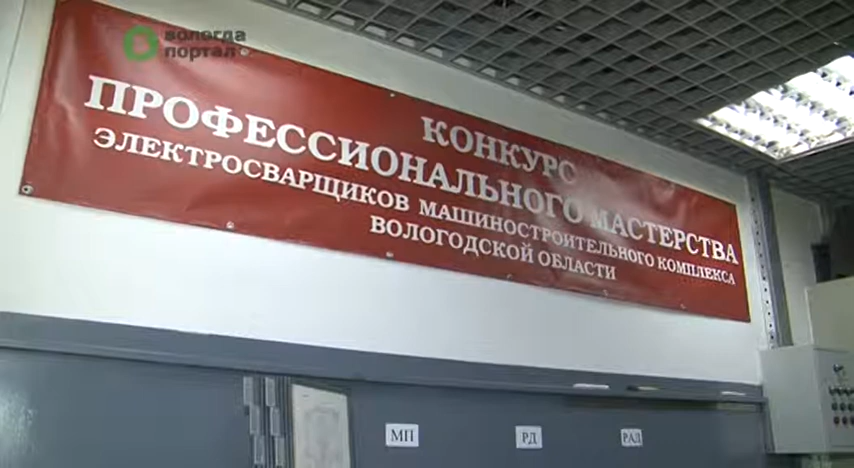 вологда
портал
КОНКУРС
ПРОФЕССИОНАЛЬНОГО МАСТЕРСТВА
ЭЛЕКТРОСВАРЩИКОВ МАШИНОСТРОИТЕЛЬНОГО КОМПЛЕКСА
ВОЛОГОДСКОЙ ОБЛАСТИ
МП
РД
РАД